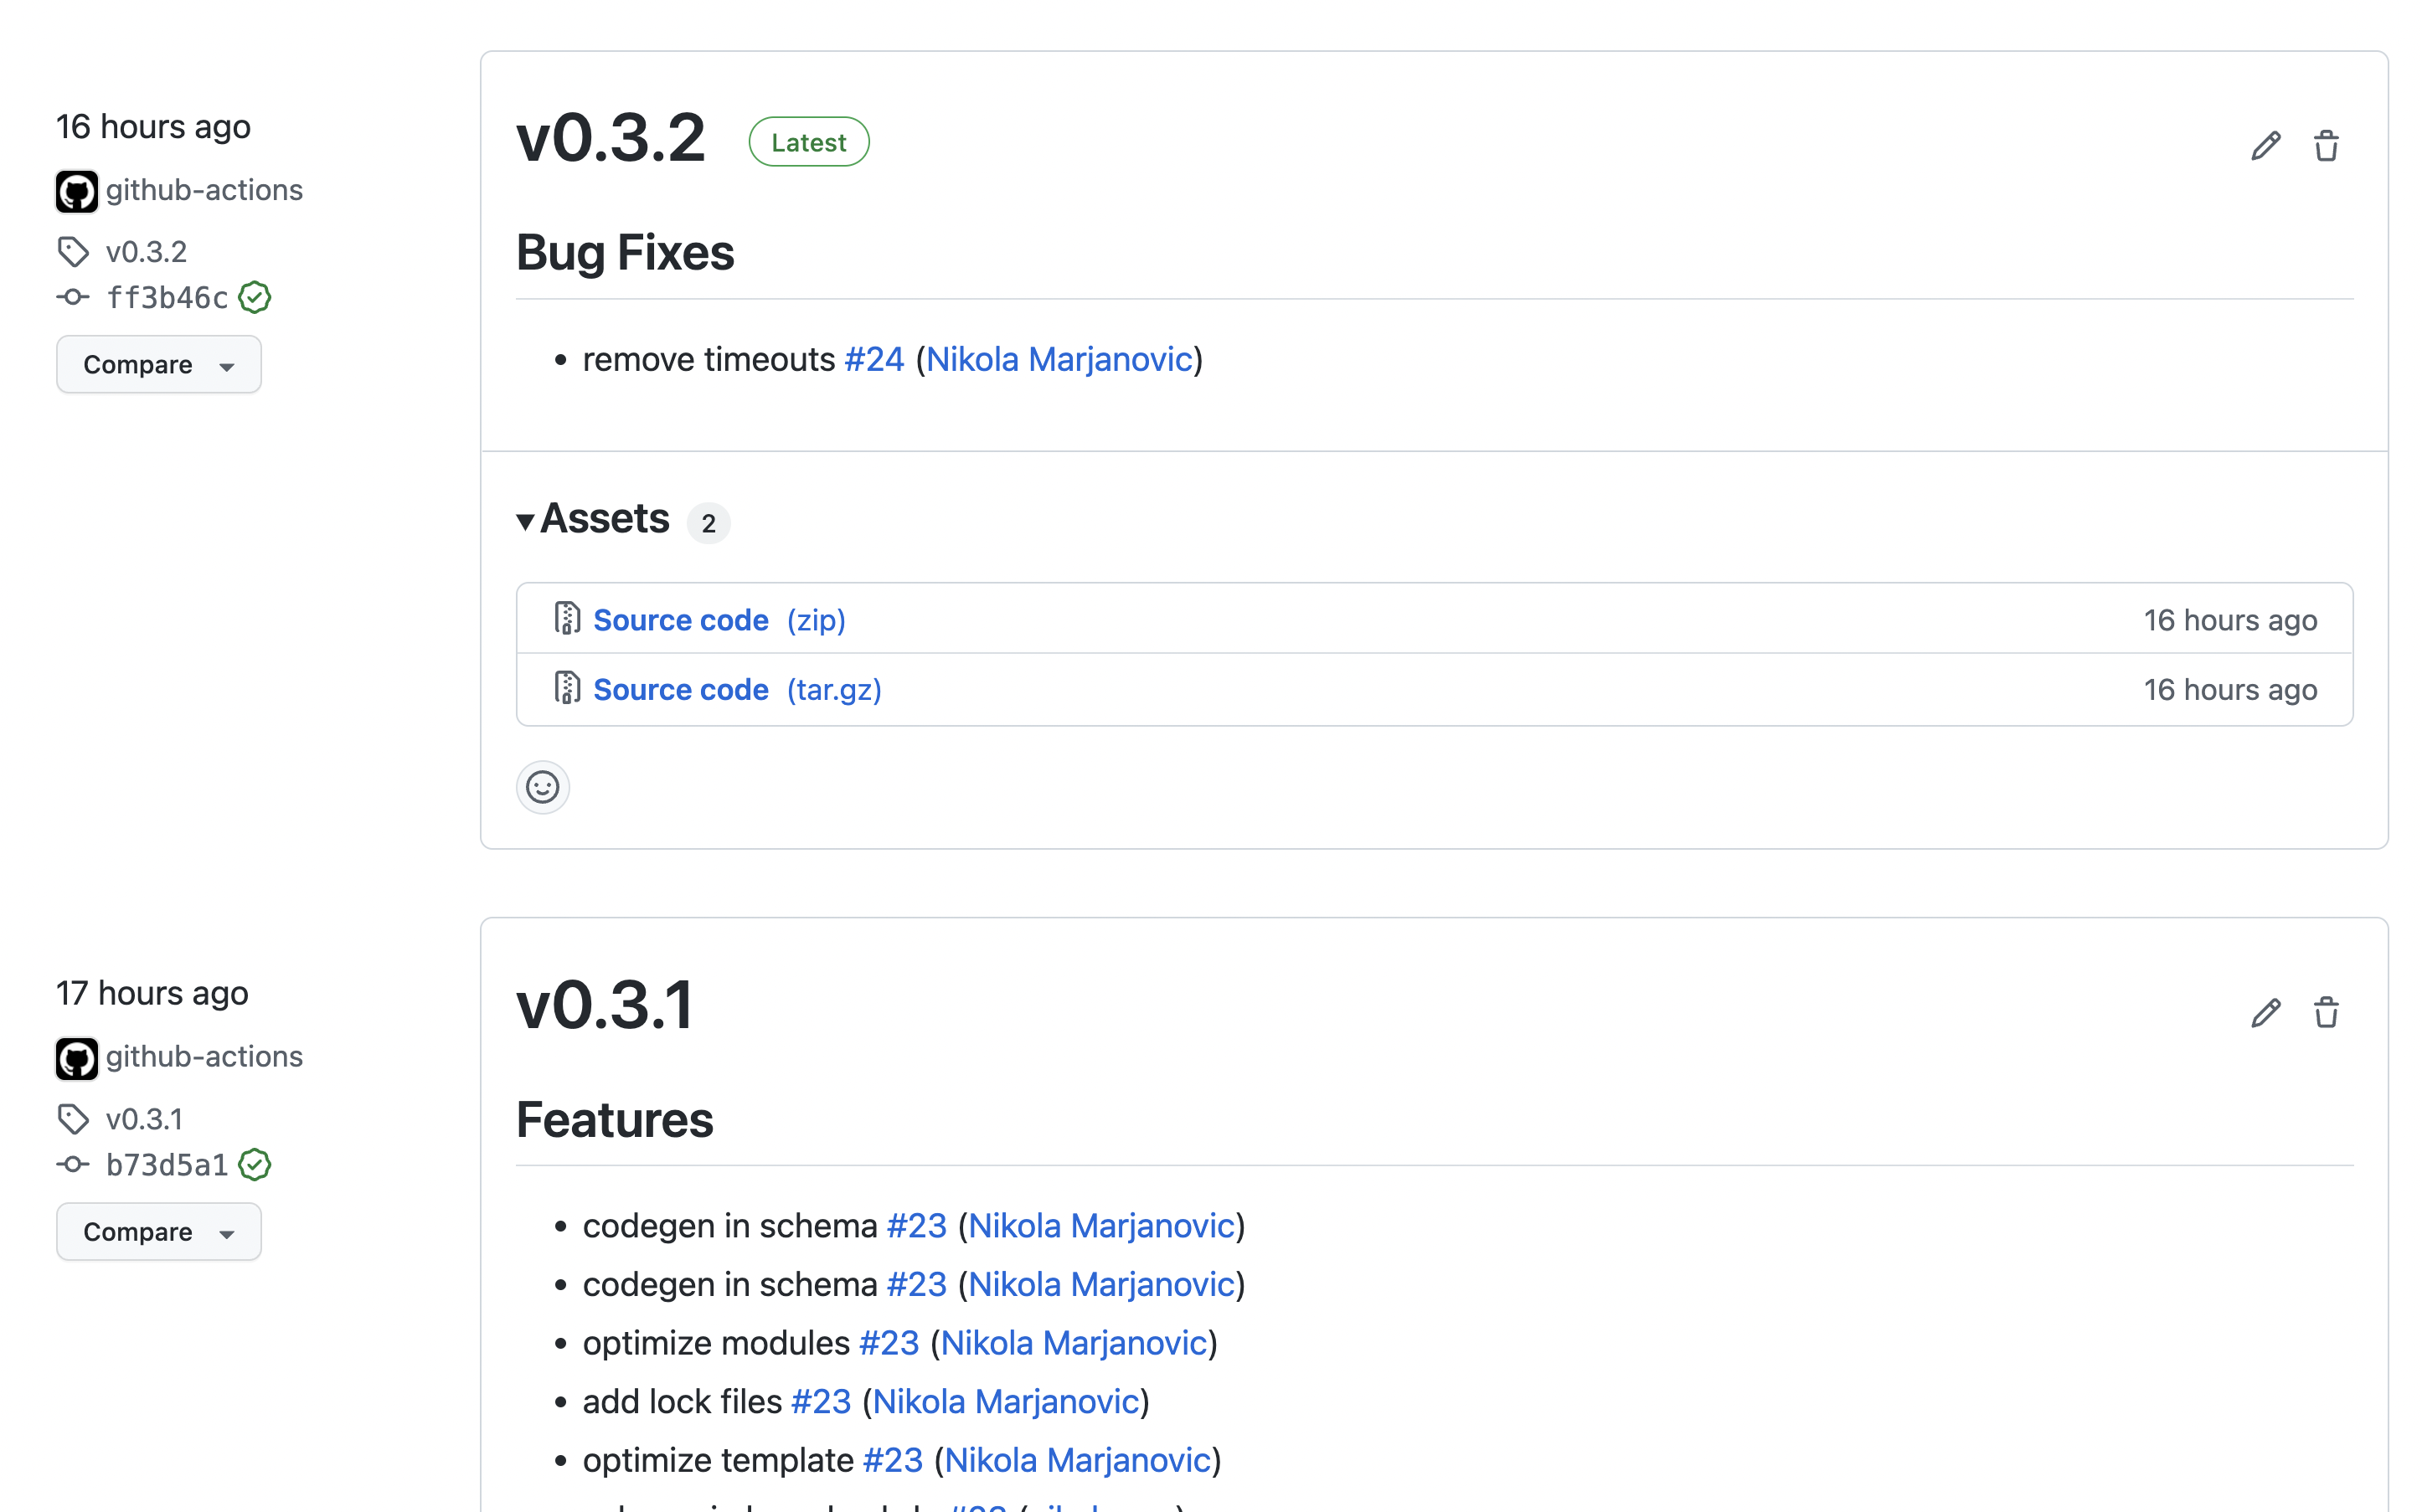 16 hours ago
github-actions
v0.3.2
ff3b46c
Compare
v0.3.2 Latest
Bug Fixes
• remove timeouts #24 (Nikola Marjanovic)
Assets 2
Source code (zip) 16 hours ago
Source code (tar.gz) 16 hours ago
17 hours ago
github-actions
v0.3.1
b73d5a1
Compare
v0.3.1
Features
• codegen in schema #23 (Nikola Marjanovic)
• codegen in schema #23 (Nikola Marjanovic)
• optimize modules #23 (Nikola Marjanovic)
• add lock files #23 (Nikola Marjanovic)
• optimize template #23 (Nikola Marjanovic)